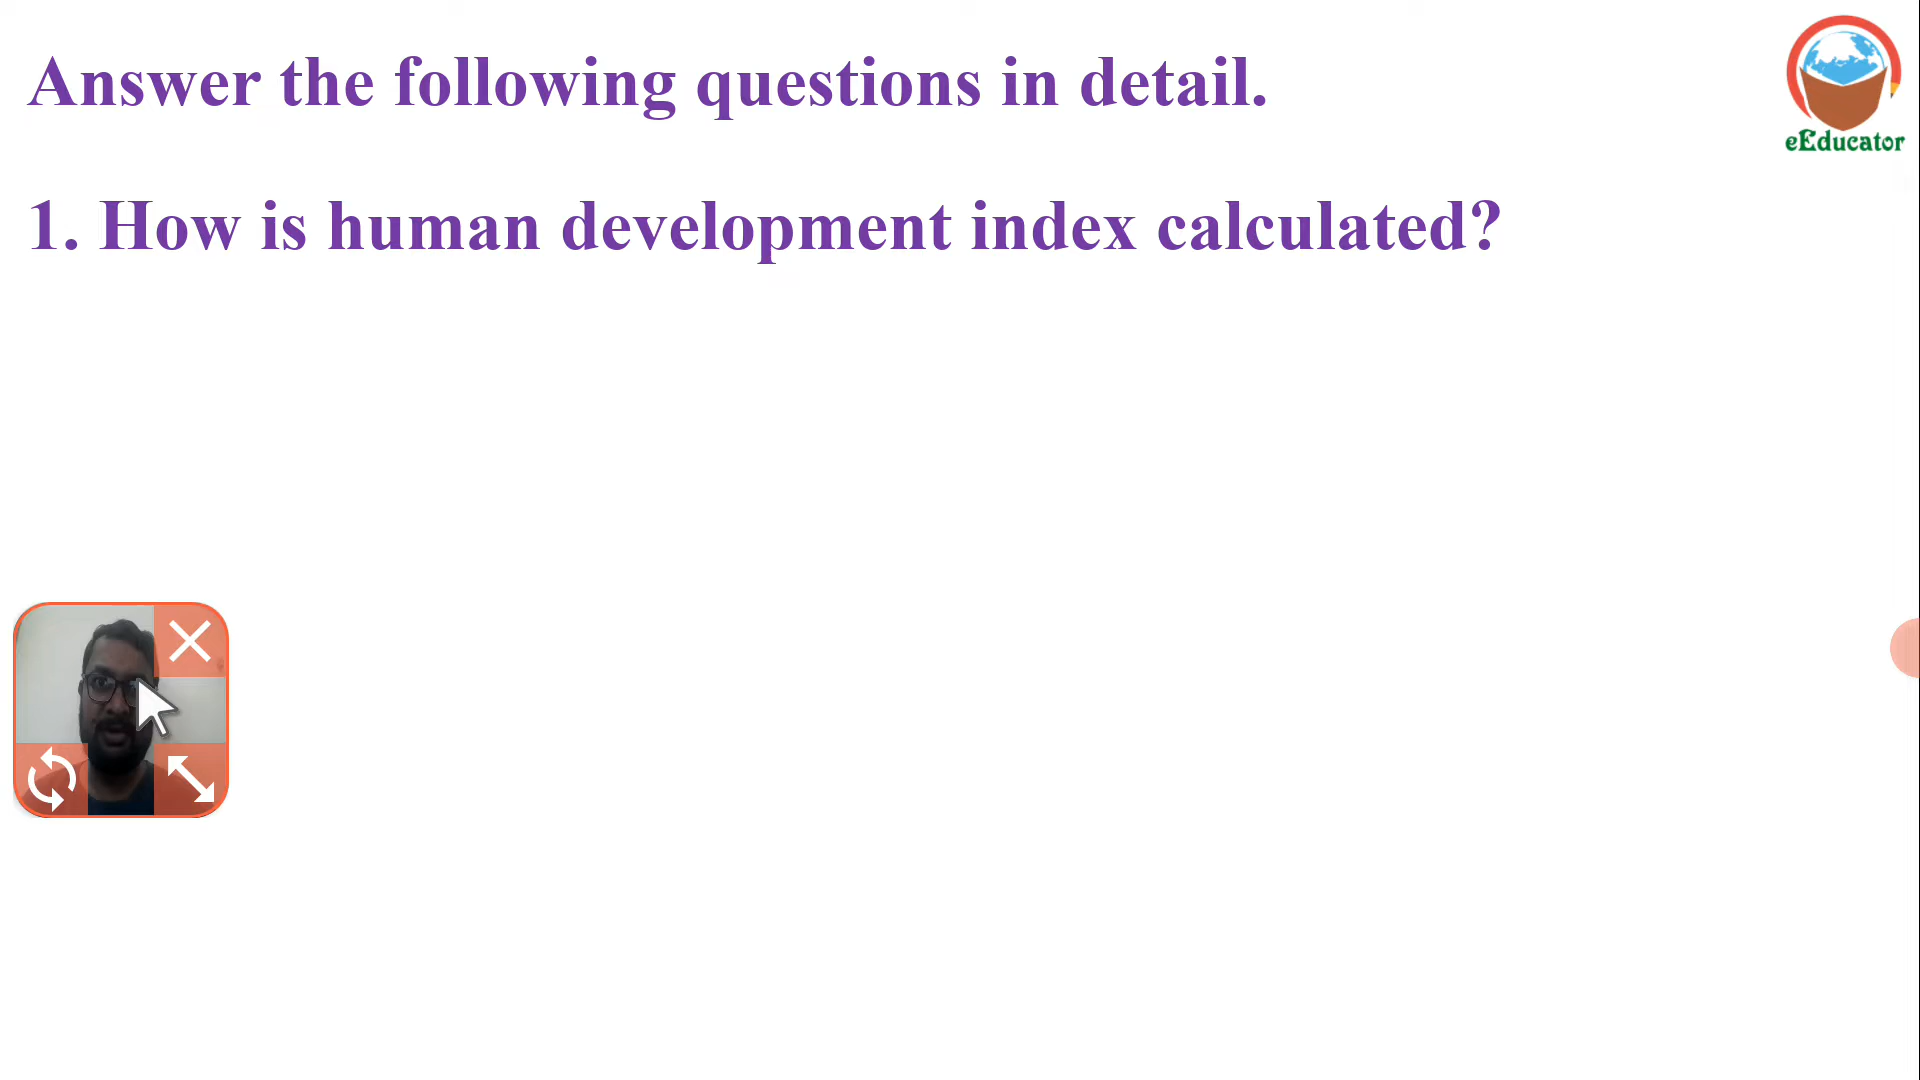 Answer the following questions in detail.
eEducator
1. How is human development index calculated?